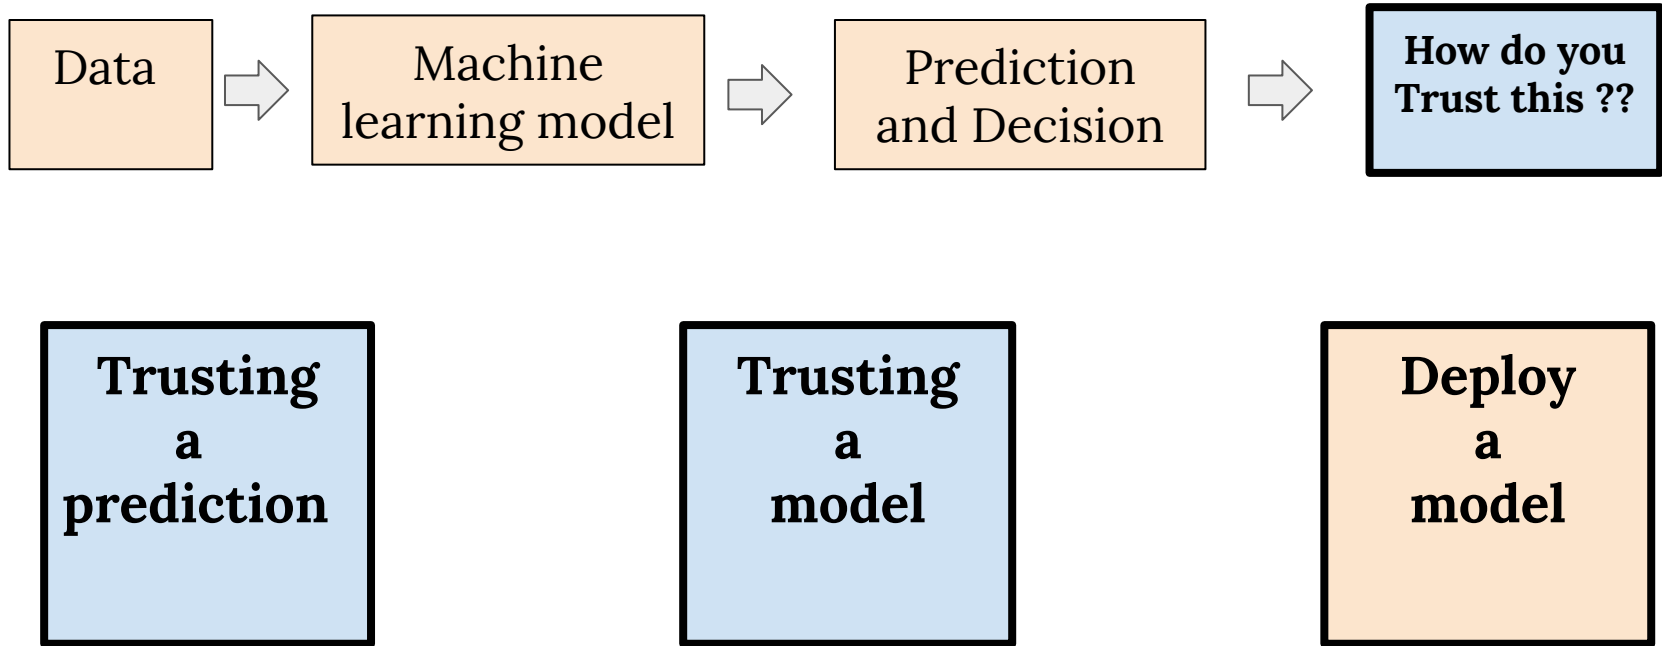 Data
Machine
learning model
Prediction
and Decision
How do you
Trust this ??
Trusting
a
prediction
Trusting
a
model
Deploy
a
model